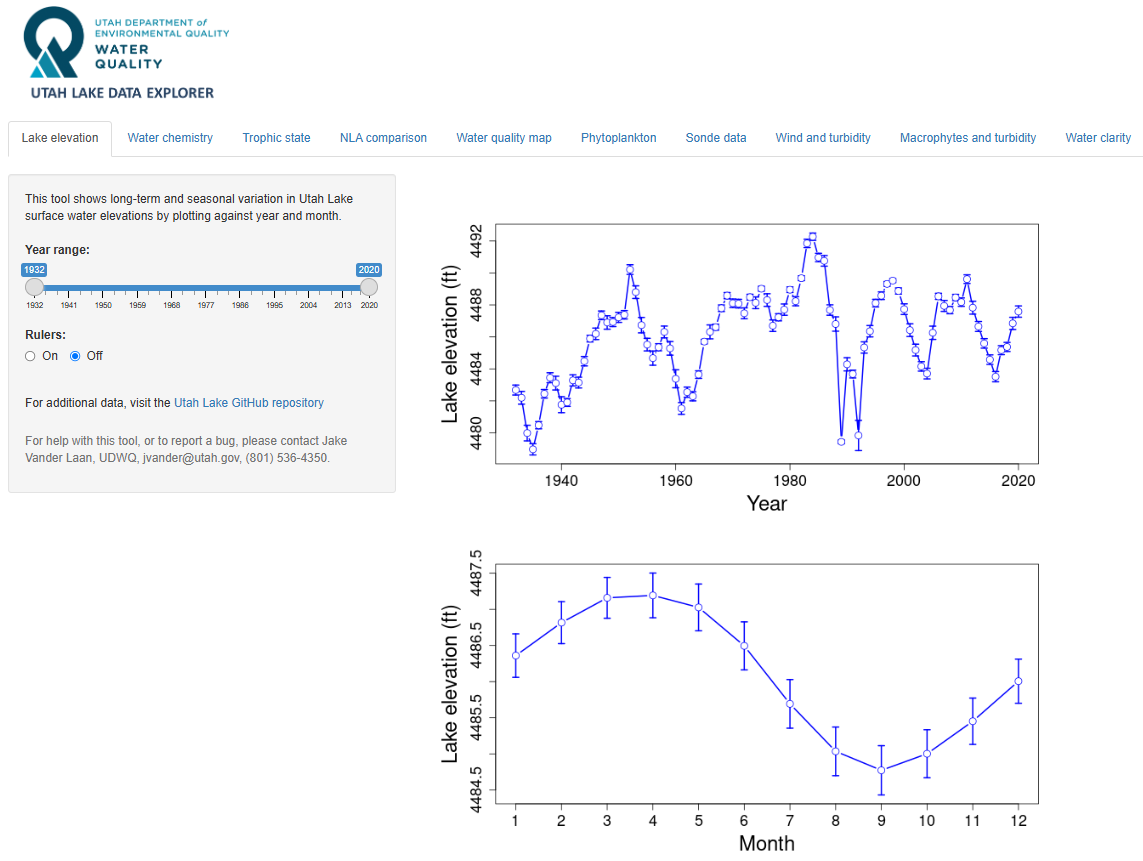 UTAH DEPARTMENT of
ENVIRONMENTAL QUALITY
WATER
QUALITY
UTAH LAKE DATA EXPLORER
Lake elevation Water chemistry Trophic state NLA comparison Water quality map Phytoplankton Sonde data Wind and turbidity Macrophytes and turbidity Water clarity
This tool shows long-term and seasonal variation in Utah Lake
surface water elevations by plotting against year and month.
Year range:
1932 2020
1932 1941 1950 1959 1968 1977 1986 1995 2004 2013 2020
Rulers:
On Off
For additional data, visit the Utah Lake GitHub repository
For help with this tool, or to report a bug, please contact Jake
Vander Laan, UDWQ, jvander@utah.gov, (801) 536-4350.
Lake elevation (ft)
4480 4484 4488 4492
1940 1960 1980 2000 2020
Year
Lake elevation (ft)
4484.5 4485.5 4486.5 4487.5
1 2 3 4 5 6 7 8 9 10 11 12
Month